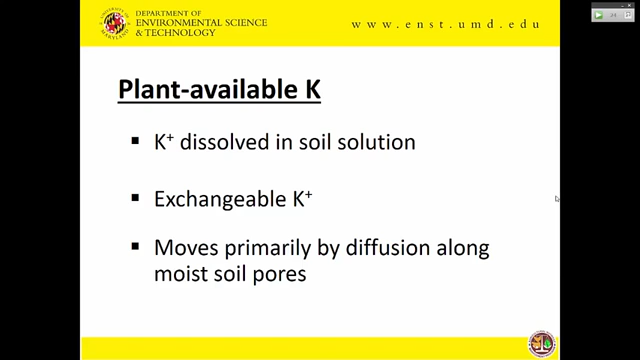 DEPARTMENT OF
ENVIRONMENTAL SCIENCE
& TECHNOLOGY
www.enst.umd.edu
Plant-available K
▪ K⁺ dissolved in soil solution
▪ Exchangeable K⁺
▪ Moves primarily by diffusion along
moist soil pores